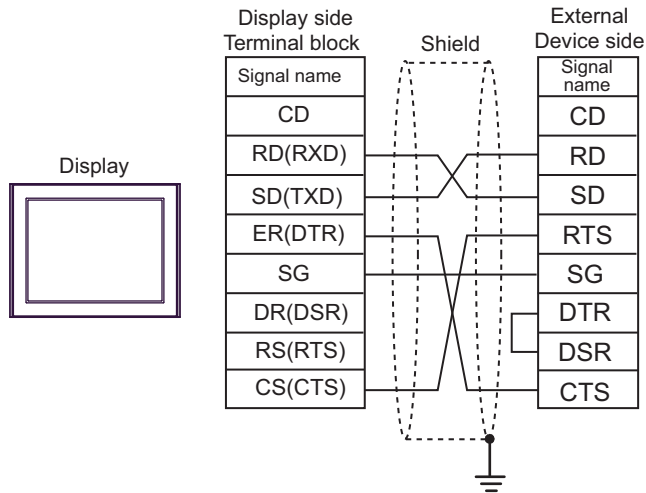 Display
Display side
Terminal block
Signal name
CD
RD(RXD)
SD(TXD)
ER(DTR)
SG
DR(DSR)
RS(RTS)
CS(CTS)
Shield
External
Device side
Signal
name
CD
RD
SD
RTS
SG
DTR
DSR
CTS